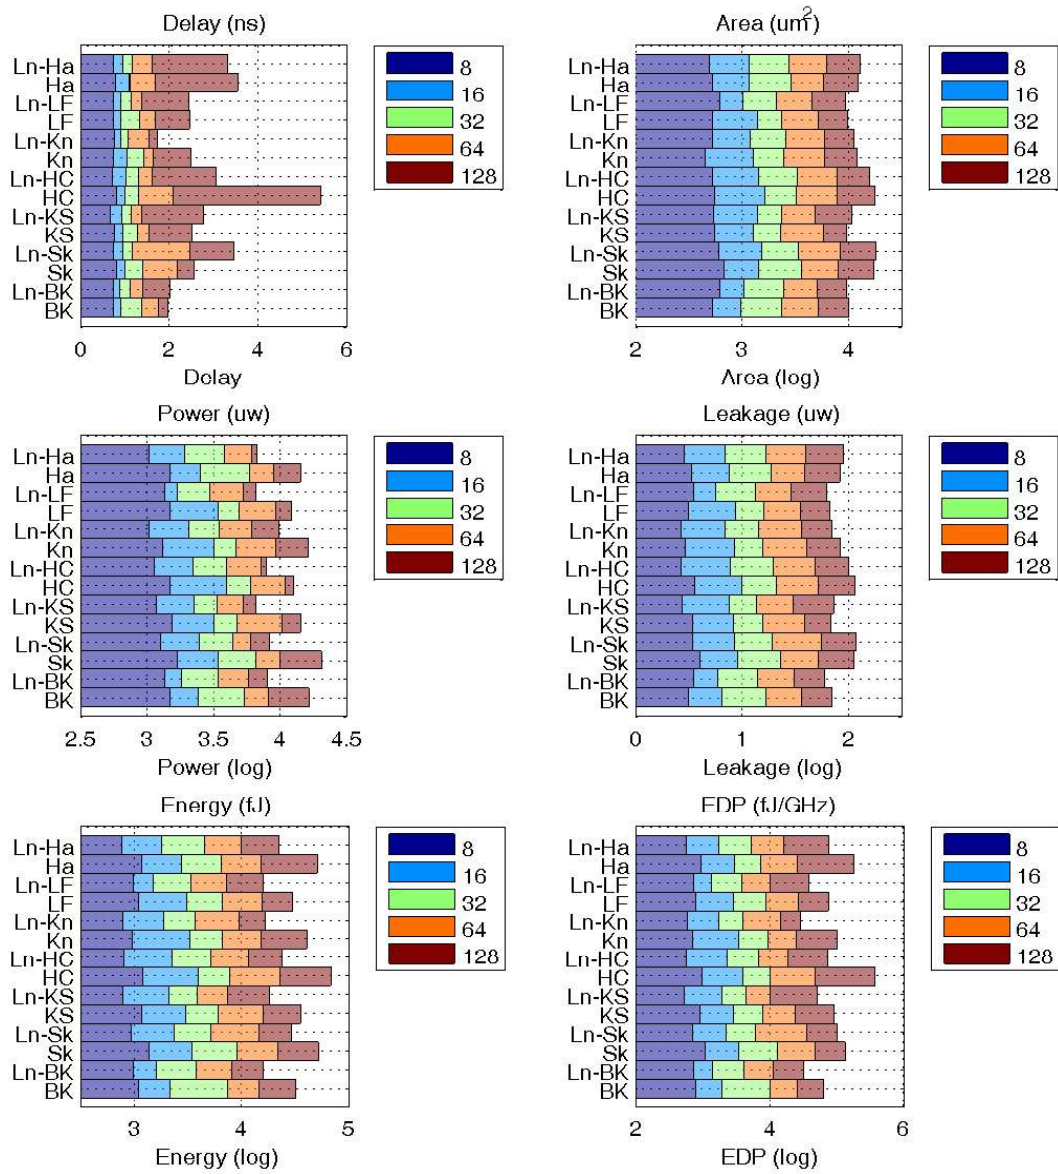 Delay (ns)
Ln-Ha
Ha
Ln-LF
LF
Ln-Kn
Kn
Ln-HC
HC
Ln-KS
KS
Ln-Sk
Sk
Ln-BK
BK
0 2 4 6
Delay
8
16
32
64
128
Area (um²)
Ln-Ha
Ha
Ln-LF
LF
Ln-Kn
Kn
Ln-HC
HC
Ln-KS
KS
Ln-Sk
Sk
Ln-BK
BK
2 3 4
Area (log)
8
16
32
64
128
Power (uw)
Ln-Ha
Ha
Ln-LF
LF
Ln-Kn
Kn
Ln-HC
HC
Ln-KS
KS
Ln-Sk
Sk
Ln-BK
BK
2.5 3 3.5 4 4.5
Power (log)
8
16
32
64
128
Leakage (uw)
Ln-Ha
Ha
Ln-LF
LF
Ln-Kn
Kn
Ln-HC
HC
Ln-KS
KS
Ln-Sk
Sk
Ln-BK
BK
0 1 2
Leakage (log)
8
16
32
64
128
Energy (fJ)
Ln-Ha
Ha
Ln-LF
LF
Ln-Kn
Kn
Ln-HC
HC
Ln-KS
KS
Ln-Sk
Sk
Ln-BK
BK
3 4 5
Energy (log)
8
16
32
64
128
EDP (fJ/GHz)
Ln-Ha
Ha
Ln-LF
LF
Ln-Kn
Kn
Ln-HC
HC
Ln-KS
KS
Ln-Sk
Sk
Ln-BK
BK
2 4 6
EDP (log)
8
16
32
64
128